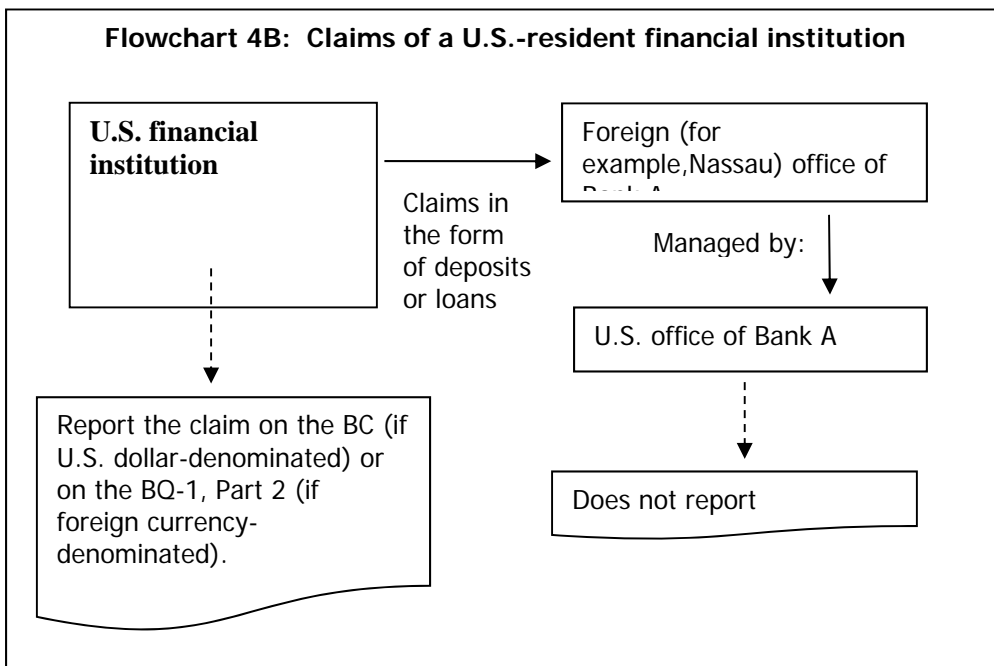 Flowchart 4B: Claims of a U.S.-resident financial institution
U.S. financial
institution
Foreign (for
example,Nassau) office of
Bank A
Claims in
the form
of deposits
or loans
Managed by:
U.S. office of Bank A
Report the claim on the BC (if
U.S. dollar-denominated) or
on the BQ-1, Part 2 (if
foreign currency-
denominated).
Does not report